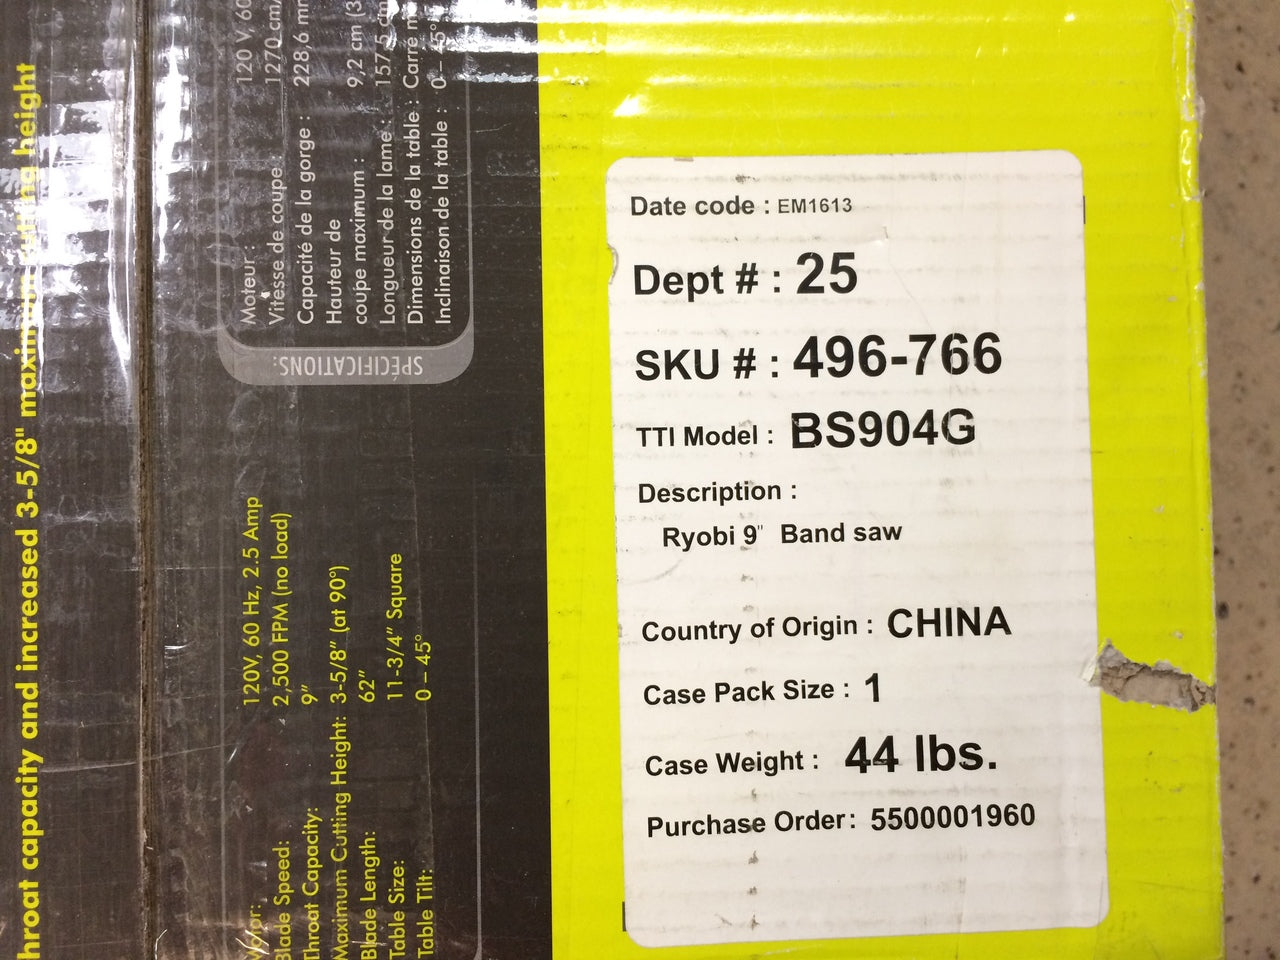 hroat capacity and increased 3-5/8" maximum cutting height
Moteur : 120 V, 60
Vitesse de coupe : 1270 cm/
Capacité de la gorge : 228,6 mm
Hauteur de
coupe maximum : 9,2 cm (3
Longueur de la lame : 157,5 cm
Dimensions de la table : Carré m
Inclinaison de la table : 0 – 45°
SPÉCIFICATIONS:
Motor: 120V, 60 Hz, 2.5 Amp
Blade Speed: 2,500 FPM (no load)
Throat Capacity: 9"
Maximum Cutting Height: 3-5/8" (at 90°)
Blade Length: 62"
Table Size: 11-3/4" Square
Table Tilt: 0 – 45°
Date code : EM1613
Dept # : 25
SKU # : 496-766
TTI Model : BS904G
Description :
Ryobi 9" Band saw
Country of Origin : CHINA
Case Pack Size : 1
Case Weight : 44 lbs.
Purchase Order: 5500001960